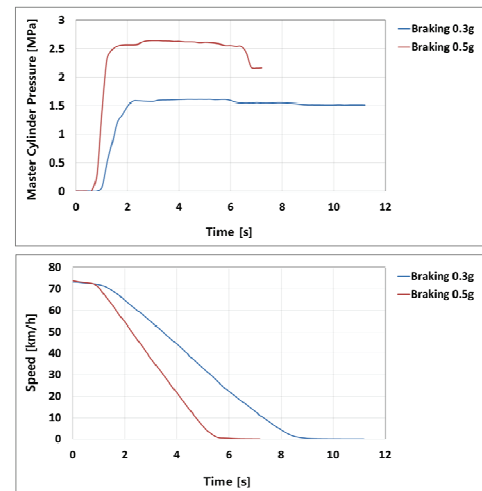 Master Cylinder Pressure [MPa]
3
2.5
2
1.5
1
0.5
0
0 2 4 6 8 10 12
Time [s]
Braking 0.3g
Braking 0.5g
Speed [km/h]
80
70
60
50
40
30
20
10
0
0 2 4 6 8 10 12
Time [s]
Braking 0.3g
Braking 0.5g